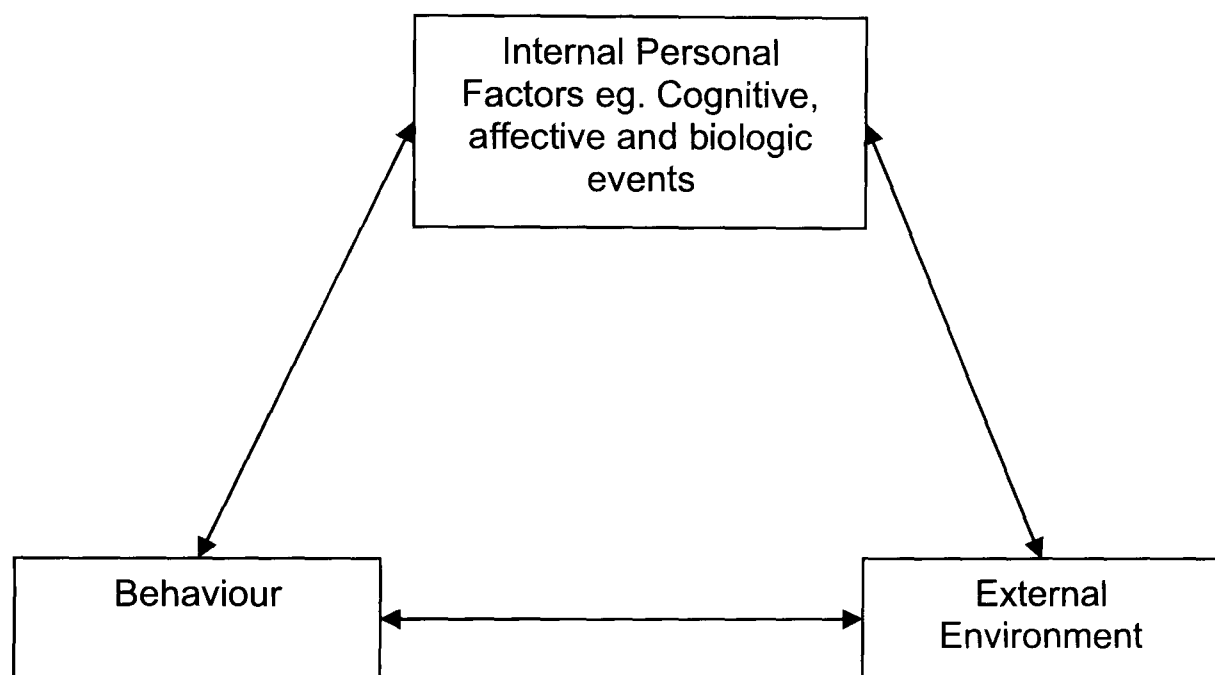 Internal Personal
Factors eg. Cognitive,
affective and biologic
events
Behaviour
External
Environment